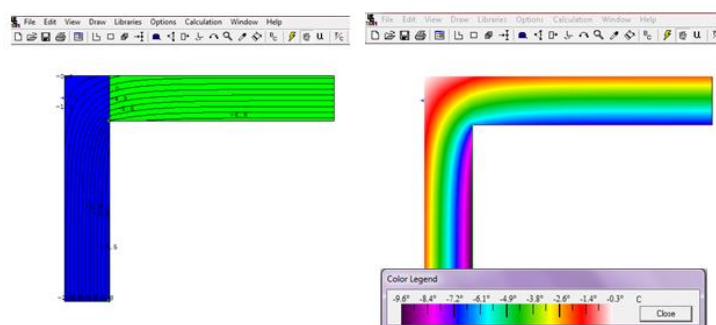 File Edit View Draw Libraries Options Calculation Window Help
File Edit View Draw Libraries Options Calculation Window Help
Color Legend
-9.6° -8.4° -7.2° -6.1° -4.9° -3.8° -2.6° -1.4° -0.3° C
Close